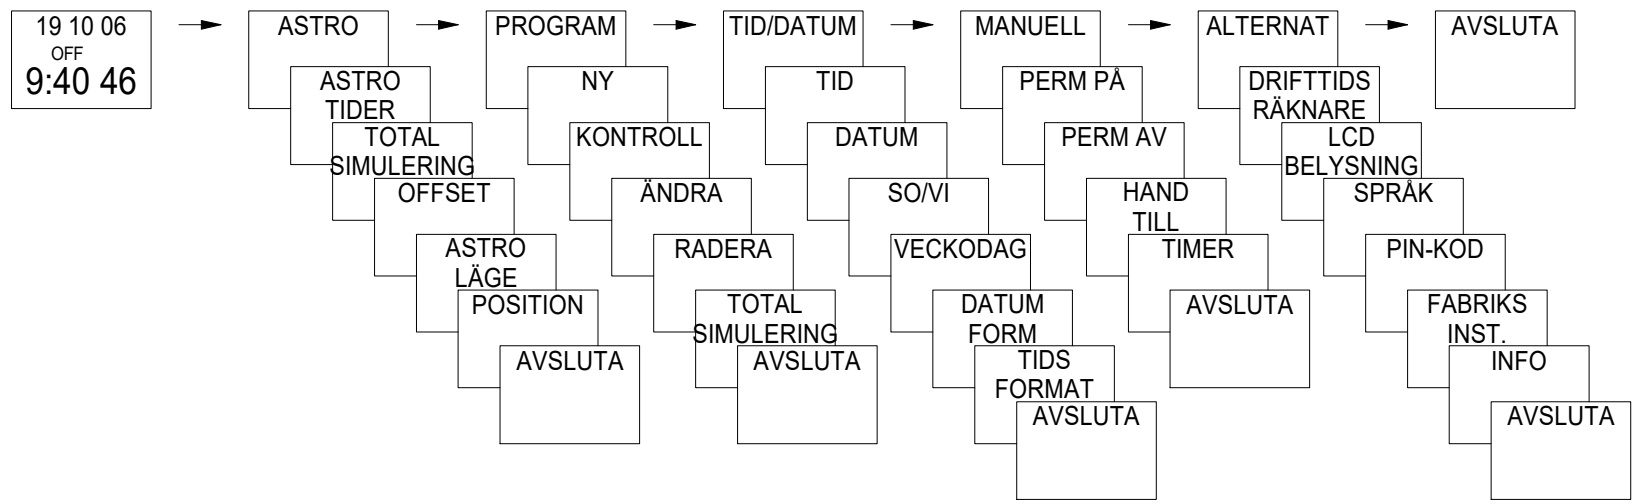 19 10 06
OFF
9:40 46
ASTRO
ASTRO
TIDER
TOTAL
SIMULERING
OFFSET
ASTRO
LÄGE
POSITION
AVSLUTA
PROGRAM
NY
KONTROLL
ÄNDRA
RADERA
TOTAL
SIMULERING
AVSLUTA
TID/DATUM
TID
DATUM
SO/VI
VECKODAG
DATUM
FORM
TIDS
FORMAT
AVSLUTA
MANUELL
PERM PÅ
PERM AV
HAND
TILL
TIMER
AVSLUTA
ALTERNAT
DRIFTTIDS
RÄKNARE
LCD
BELYSNING
SPRÅK
PIN-KOD
FABRIKS
INST.
INFO
AVSLUTA
AVSLUTA